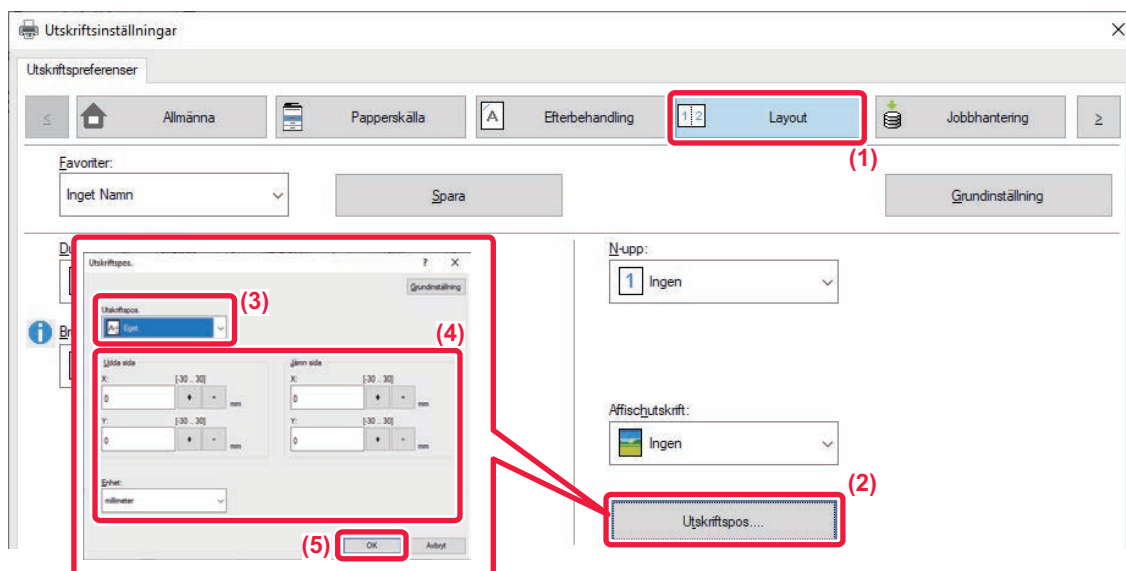 Utskriftsinställningar
Utskriftspreferenser
< Allmänna Papperskälla Efterbehandling Layout Jobbhantering >
(1)
Favoriter:
Inget Namn Spara Grundinställning
Du
Br
Utskriftspos. ? X
Grundinställning
(3)
Utskriftspos.
Eget
(4)
Udda sida Jämn sida
X: [-30 .. 30] X: [-30 .. 30]
0 + - mm 0 + - mm
Y: [-30 .. 30] Y: [-30 .. 30]
0 + - mm 0 + - mm
Enhet:
millimeter
(5) OK Avbryt
N-upp:
1 Ingen
Affischutskrift:
Ingen
(2)
Utskriftspos....